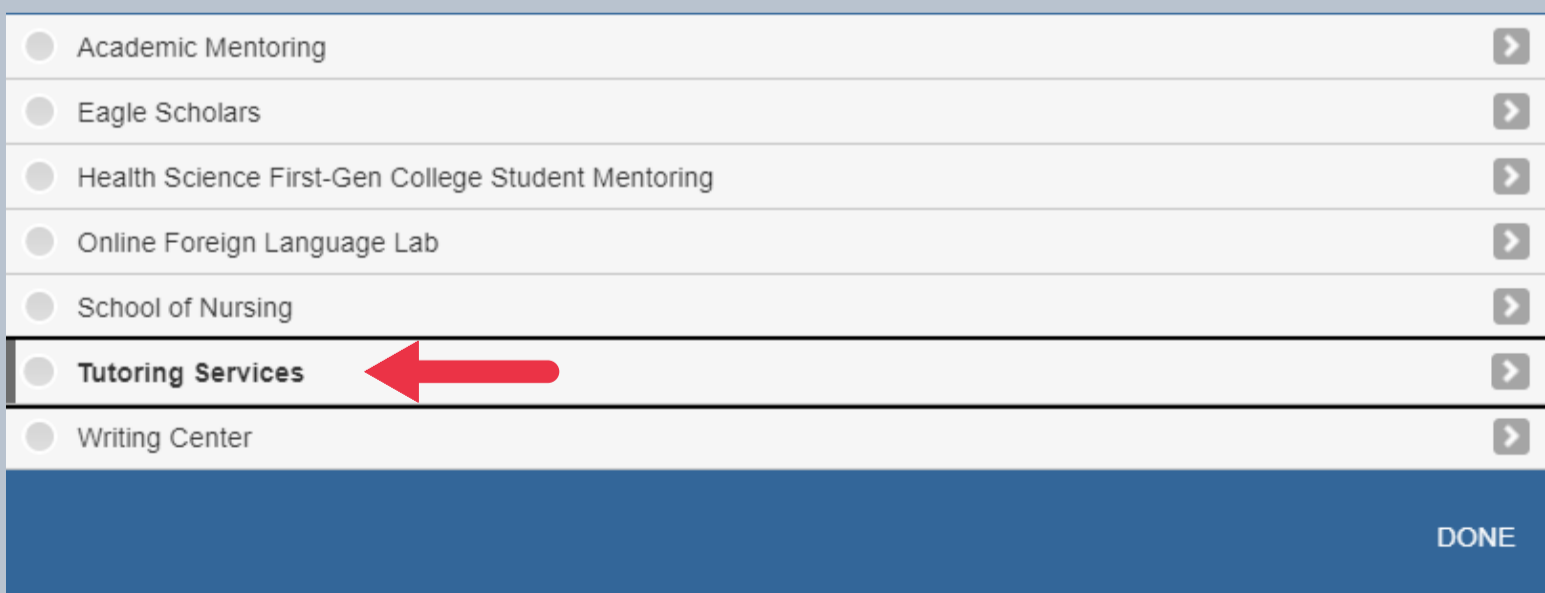 Academic Mentoring
Eagle Scholars
Health Science First-Gen College Student Mentoring
Online Foreign Language Lab
School of Nursing
Tutoring Services
Writing Center
DONE